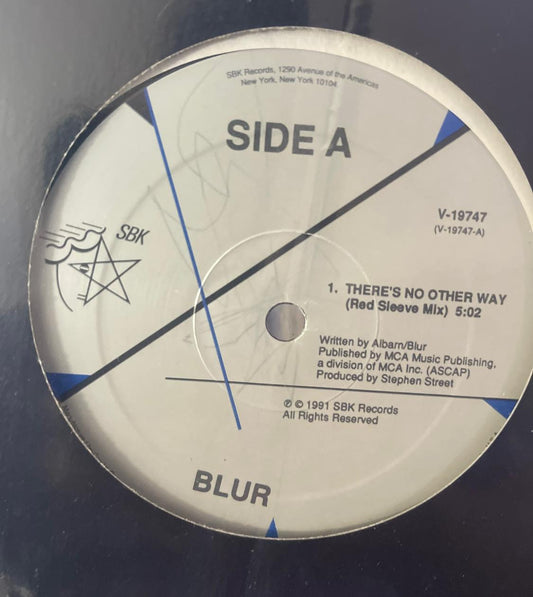 SBK Records, 1290 Avenue of the Americas
New York, New York 10104
SIDE A
SBK
V-19747
(V-19747-A)
1. THERE'S NO OTHER WAY
(Red Sleeve Mix) 5:02
Written by Albarn/Blur
Published by MCA Music Publishing,
a division of MCA Inc. (ASCAP)
Produced by Stephen Street
℗ © 1991 SBK Records
All Rights Reserved
BLUR